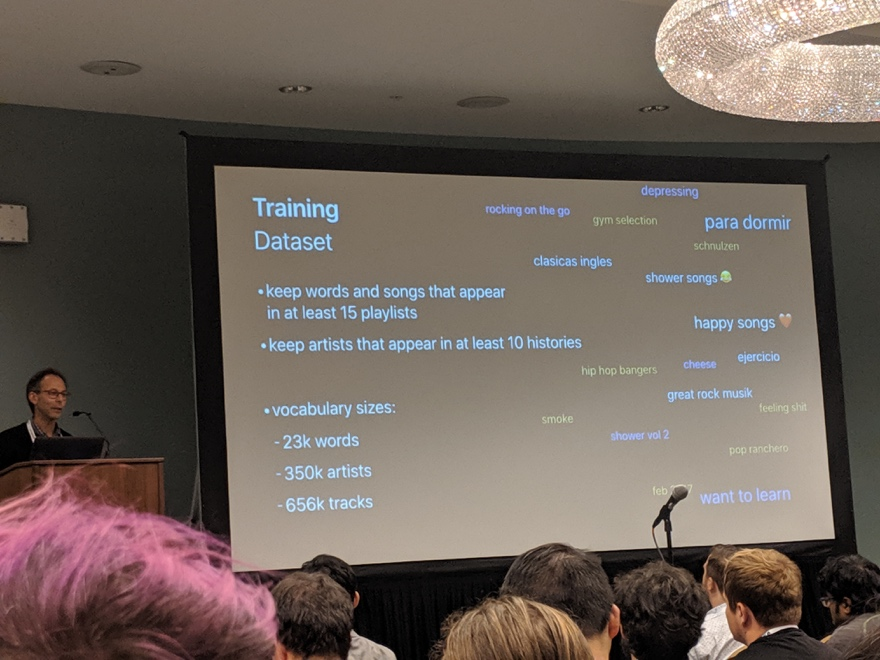 Training
Dataset
•keep words and songs that appear
in at least 15 playlists
•keep artists that appear in at least 10 histories
•vocabulary sizes:
- 23k words
- 350k artists
- 656k tracks
depressing
rocking on the go
gym selection
para dormir
schnulzen
clasicas ingles
shower songs
happy songs
hip hop bangers
cheese
ejercicio
great rock musik
feeling shit
smoke
shower vol 2
pop ranchero
feb
want to learn